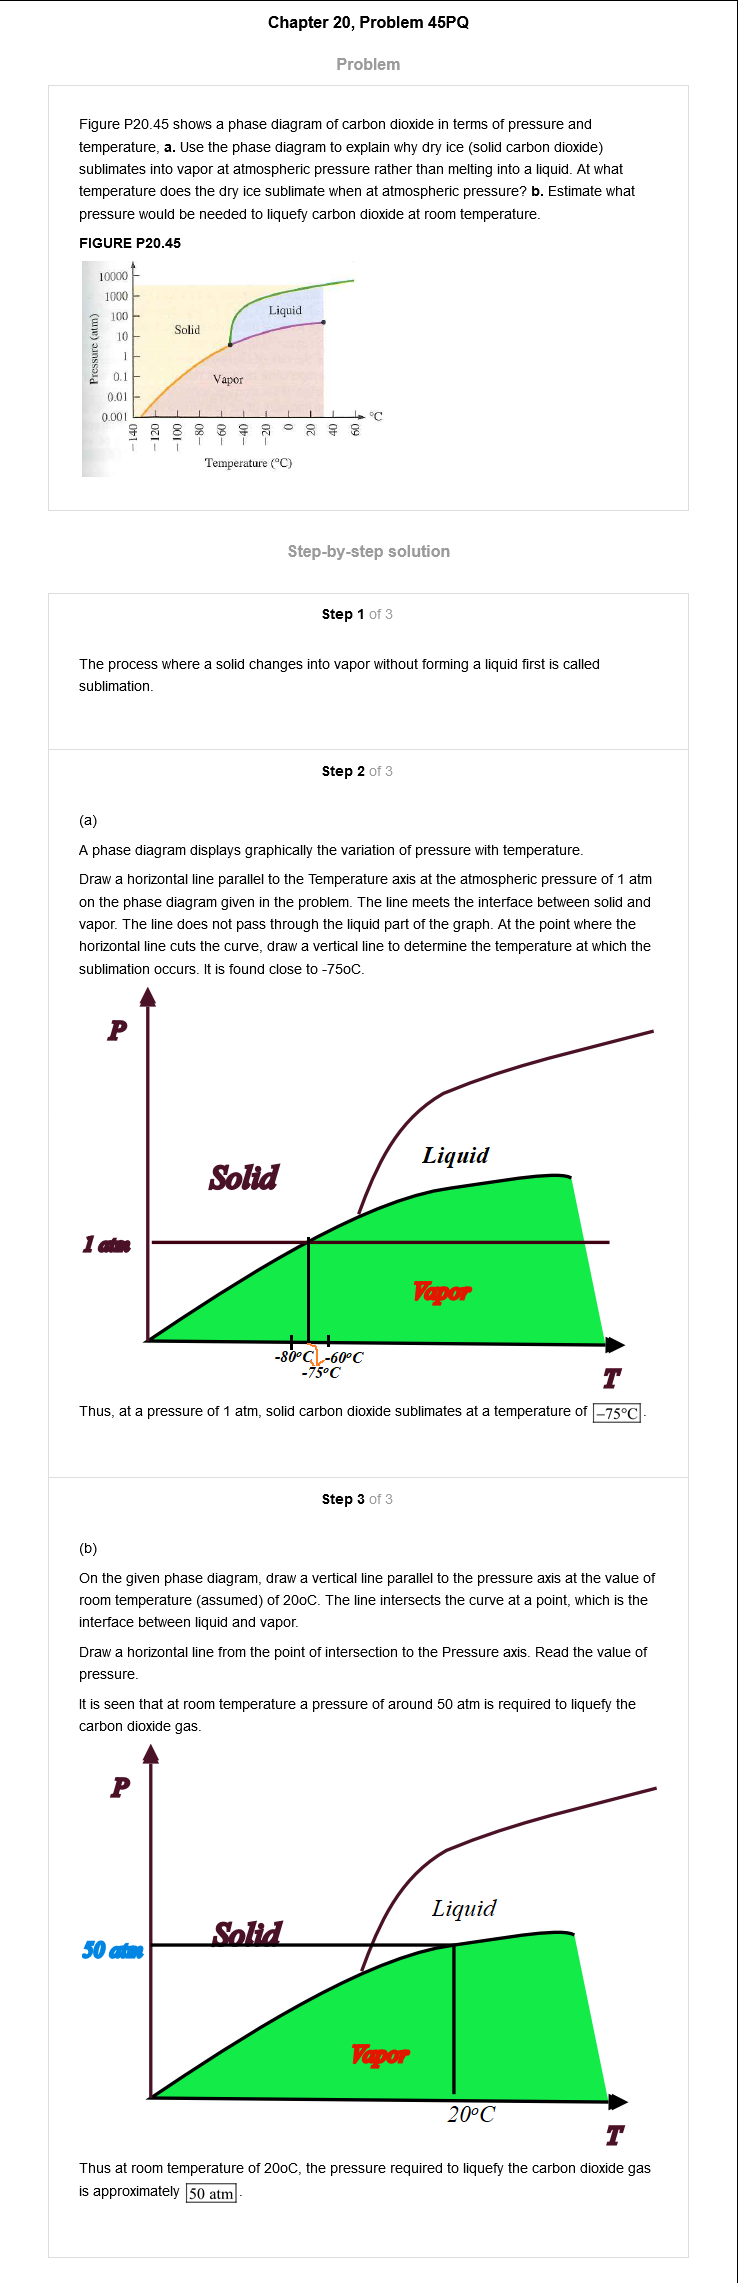 Chapter 20, Problem 45PQ
Problem
Figure P20.45 shows a phase diagram of carbon dioxide in terms of pressure and
temperature, a. Use the phase diagram to explain why dry ice (solid carbon dioxide)
sublimates into vapor at atmospheric pressure rather than melting into a liquid. At what
temperature does the dry ice sublimate when at atmospheric pressure? b. Estimate what
pressure would be needed to liquefy carbon dioxide at room temperature.
FIGURE P20.45
Pressure (atm)
10000
1000
100
10
1
0.1
0.01
0.001
Solid
Liquid
Vapor
°C
-140
-120
-100
-80
-60
-40
-20
0
20
40
60
Temperature (°C)
Step-by-step solution
Step 1 of 3
The process where a solid changes into vapor without forming a liquid first is called
sublimation.
Step 2 of 3
(a)
A phase diagram displays graphically the variation of pressure with temperature.
Draw a horizontal line parallel to the Temperature axis at the atmospheric pressure of 1 atm
on the phase diagram given in the problem. The line meets the interface between solid and
vapor. The line does not pass through the liquid part of the graph. At the point where the
horizontal line cuts the curve, draw a vertical line to determine the temperature at which the
sublimation occurs. It is found close to -75oC.
P
Liquid
Solid
1 atm
Vapor
-80°C
-60°C
-75°C
T
Thus, at a pressure of 1 atm, solid carbon dioxide sublimates at a temperature of −75°C.
Step 3 of 3
(b)
On the given phase diagram, draw a vertical line parallel to the pressure axis at the value of
room temperature (assumed) of 20oC. The line intersects the curve at a point, which is the
interface between liquid and vapor.
Draw a horizontal line from the point of intersection to the Pressure axis. Read the value of
pressure.
It is seen that at room temperature a pressure of around 50 atm is required to liquefy the
carbon dioxide gas.
P
Liquid
Solid
50 atm
Vapor
20°C
T
Thus at room temperature of 20oC, the pressure required to liquefy the carbon dioxide gas
is approximately 50 atm.